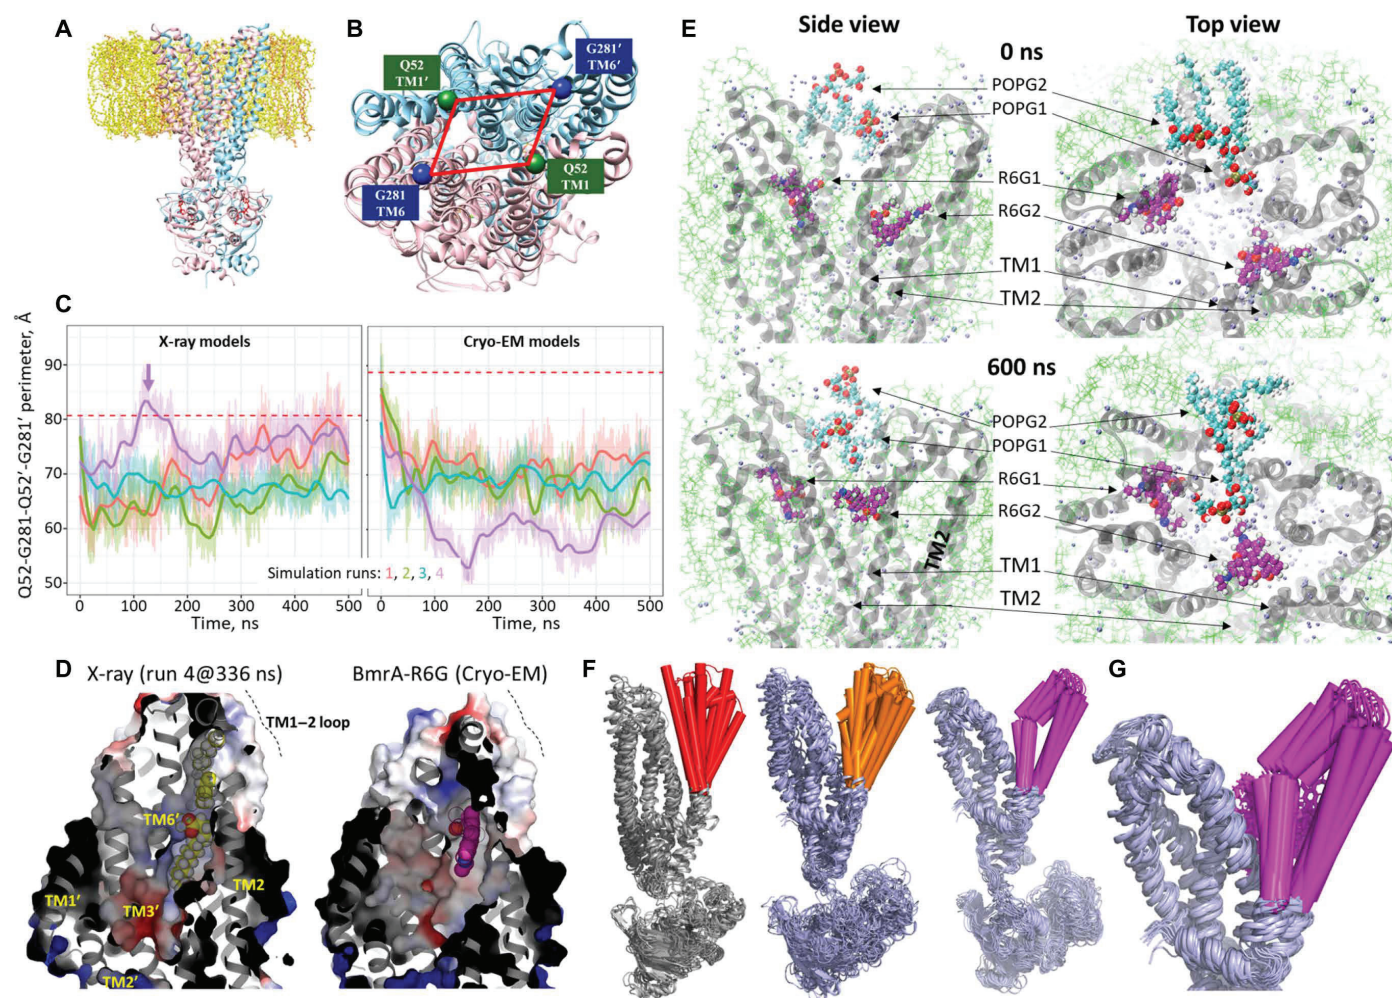 A
B
Q52
TM1′
G281′
TM6′
G281
TM6
Q52
TM1
C
Q52-G281-Q52′-G281′ perimeter, Å
X-ray models
Cryo-EM models
90
80
70
60
50
Simulation runs: 1, 2, 3, 4
0 100 200 300 400 500
0 100 200 300 400 500
Time, ns
Time, ns
D
X-ray (run 4@336 ns)
BmrA-R6G (Cryo-EM)
TM1–2 loop
TM6′
TM1′
TM3′
TM2
TM2′
E
Side view
Top view
0 ns
POPG2
POPG1
R6G1
R6G2
TM1
TM2
600 ns
POPG2
POPG1
R6G1
R6G2
TM2
TM1
TM2
F
G